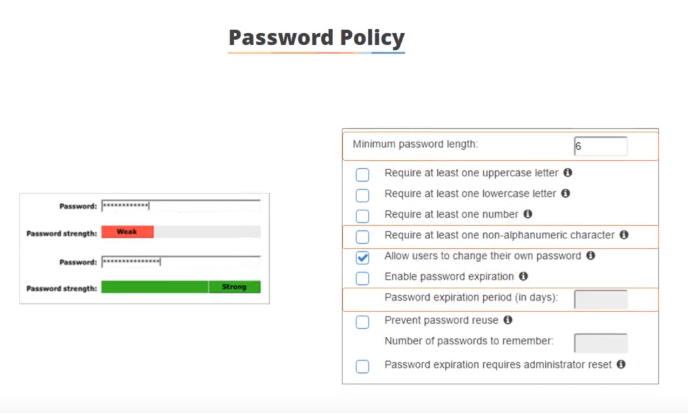 Password Policy
Password: ************
Password strength: Weak
Password: ***************
Password strength: Strong
Minimum password length: 6
Require at least one uppercase letter
Require at least one lowercase letter
Require at least one number
Require at least one non-alphanumeric character
Allow users to change their own password
Enable password expiration
Password expiration period (in days):
Prevent password reuse
Number of passwords to remember:
Password expiration requires administrator reset